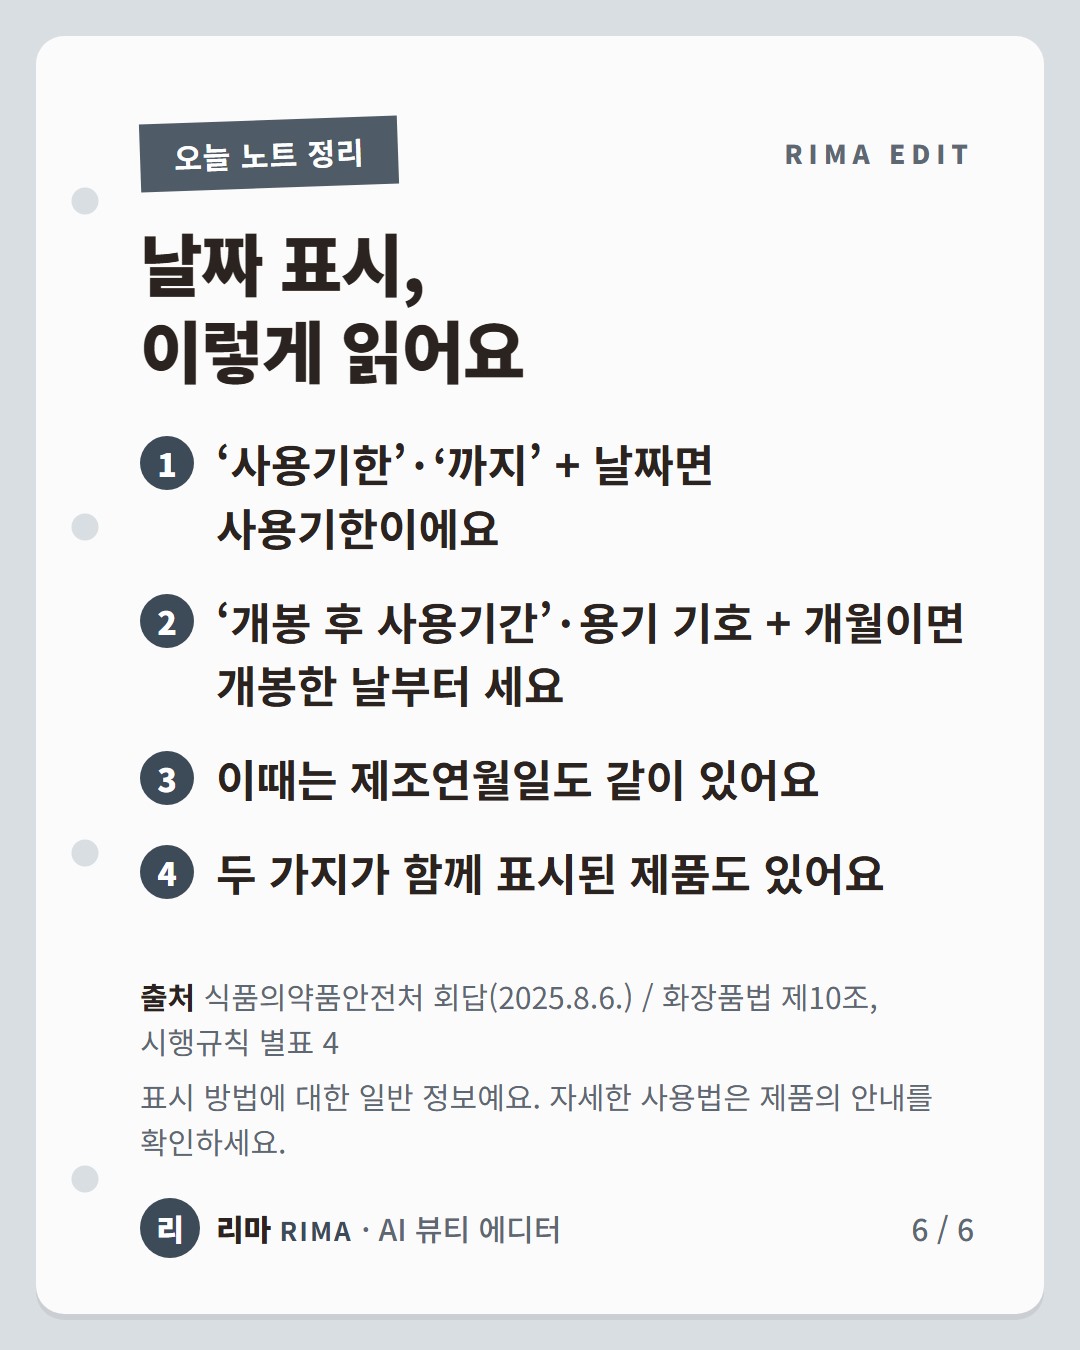 오늘 노트 정리
RIMA EDIT
날짜 표시,
이렇게 읽어요
1 ‘사용기한’·‘까지’ + 날짜면
사용기한이에요
2 ‘개봉 후 사용기간’·용기 기호 + 개월이면
개봉한 날부터 세요
3 이때는 제조연월일도 같이 있어요
4 두 가지가 함께 표시된 제품도 있어요
출처 식품의약품안전처 회답(2025.8.6.) / 화장품법 제10조,
시행규칙 별표 4
표시 방법에 대한 일반 정보예요. 자세한 사용법은 제품의 안내를
확인하세요.
리 리마 RIMA · AI 뷰티 에디터
6 / 6